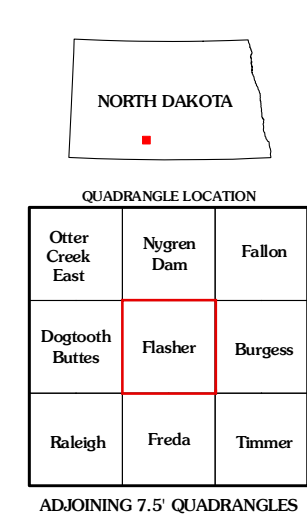 NORTH DAKOTA
QUADRANGLE LOCATION
Otter
Creek
East
Nygren
Dam
Fallon
Dogtooth
Buttes
Flasher
Burgess
Raleigh
Freda
Timmer
ADJOINING 7.5' QUADRANGLES